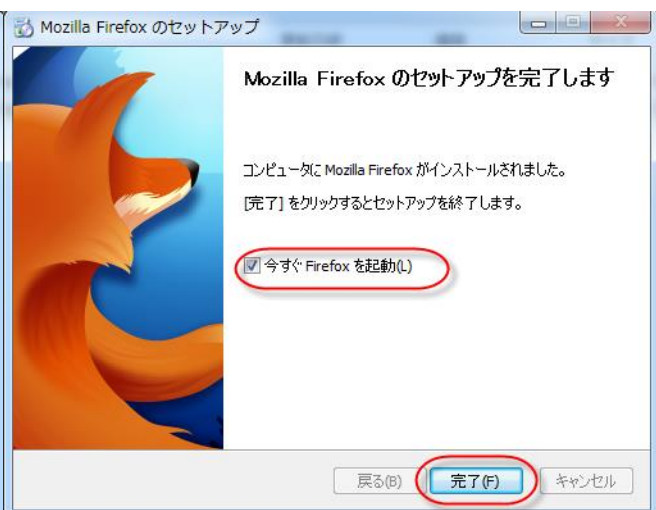 Mozilla Firefox のセットアップ
Mozilla Firefox のセットアップを完了します
コンピュータに Mozilla Firefox がインストールされました。
[完了] をクリックするとセットアップを終了します。
今すぐ Firefox を起動(L)
戻る(B) 完了(F) キャンセル